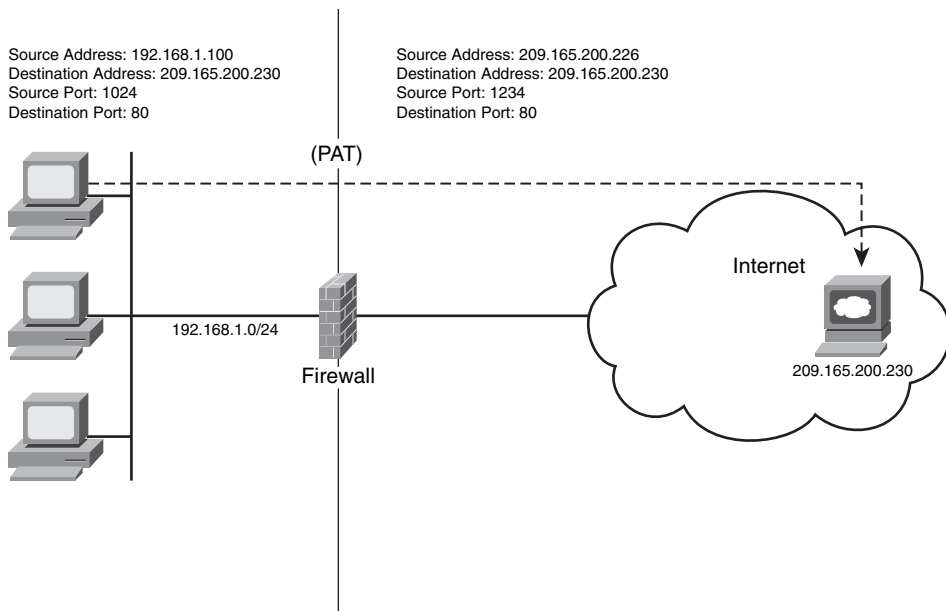 Source Address: 192.168.1.100
Destination Address: 209.165.200.230
Source Port: 1024
Destination Port: 80
Source Address: 209.165.200.226
Destination Address: 209.165.200.230
Source Port: 1234
Destination Port: 80
(PAT)
Internet
192.168.1.0/24
Firewall
209.165.200.230